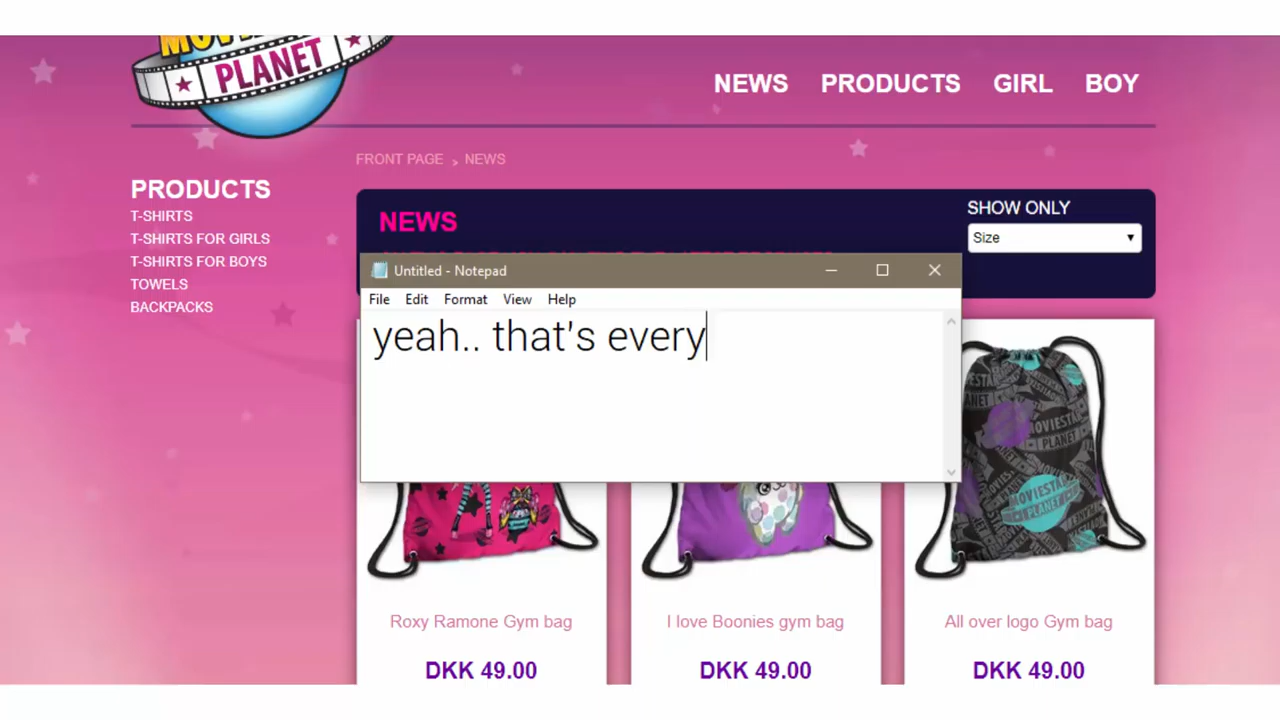 PLANET
NEWS PRODUCTS GIRL BOY
FRONT PAGE > NEWS
PRODUCTS
T-SHIRTS
T-SHIRTS FOR GIRLS
T-SHIRTS FOR BOYS
TOWELS
BACKPACKS
NEWS
SHOW ONLY
Size
Untitled - Notepad
File Edit Format View Help
yeah.. that's every
MOVIESTAR
PLANET
Roxy Ramone Gym bag
I love Boonies gym bag
All over logo Gym bag
DKK 49.00
DKK 49.00
DKK 49.00